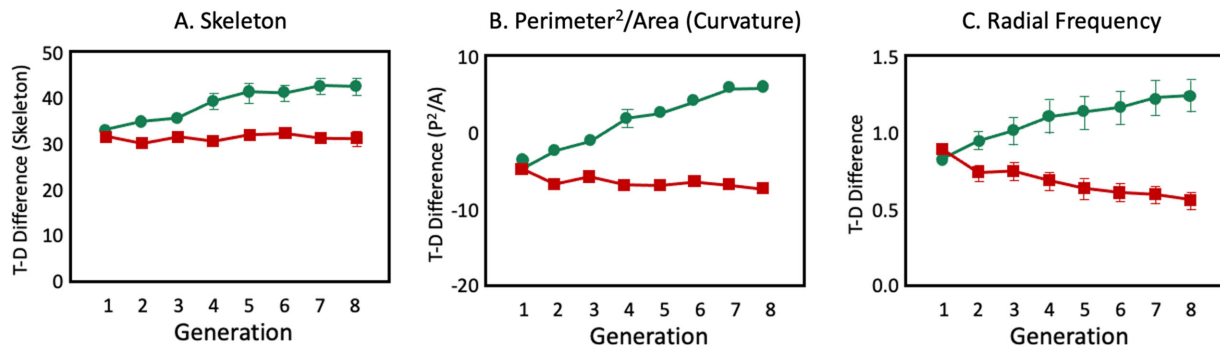 A. Skeleton
T-D Difference (Skeleton)
50
40
30
20
10
0
1 2 3 4 5 6 7 8
Generation
B. Perimeter²/Area (Curvature)
T-D Difference (P²/A)
10
0
-10
-20
1 2 3 4 5 6 7 8
Generation
C. Radial Frequency
T-D Difference
1.5
1.0
0.5
0.0
1 2 3 4 5 6 7 8
Generation